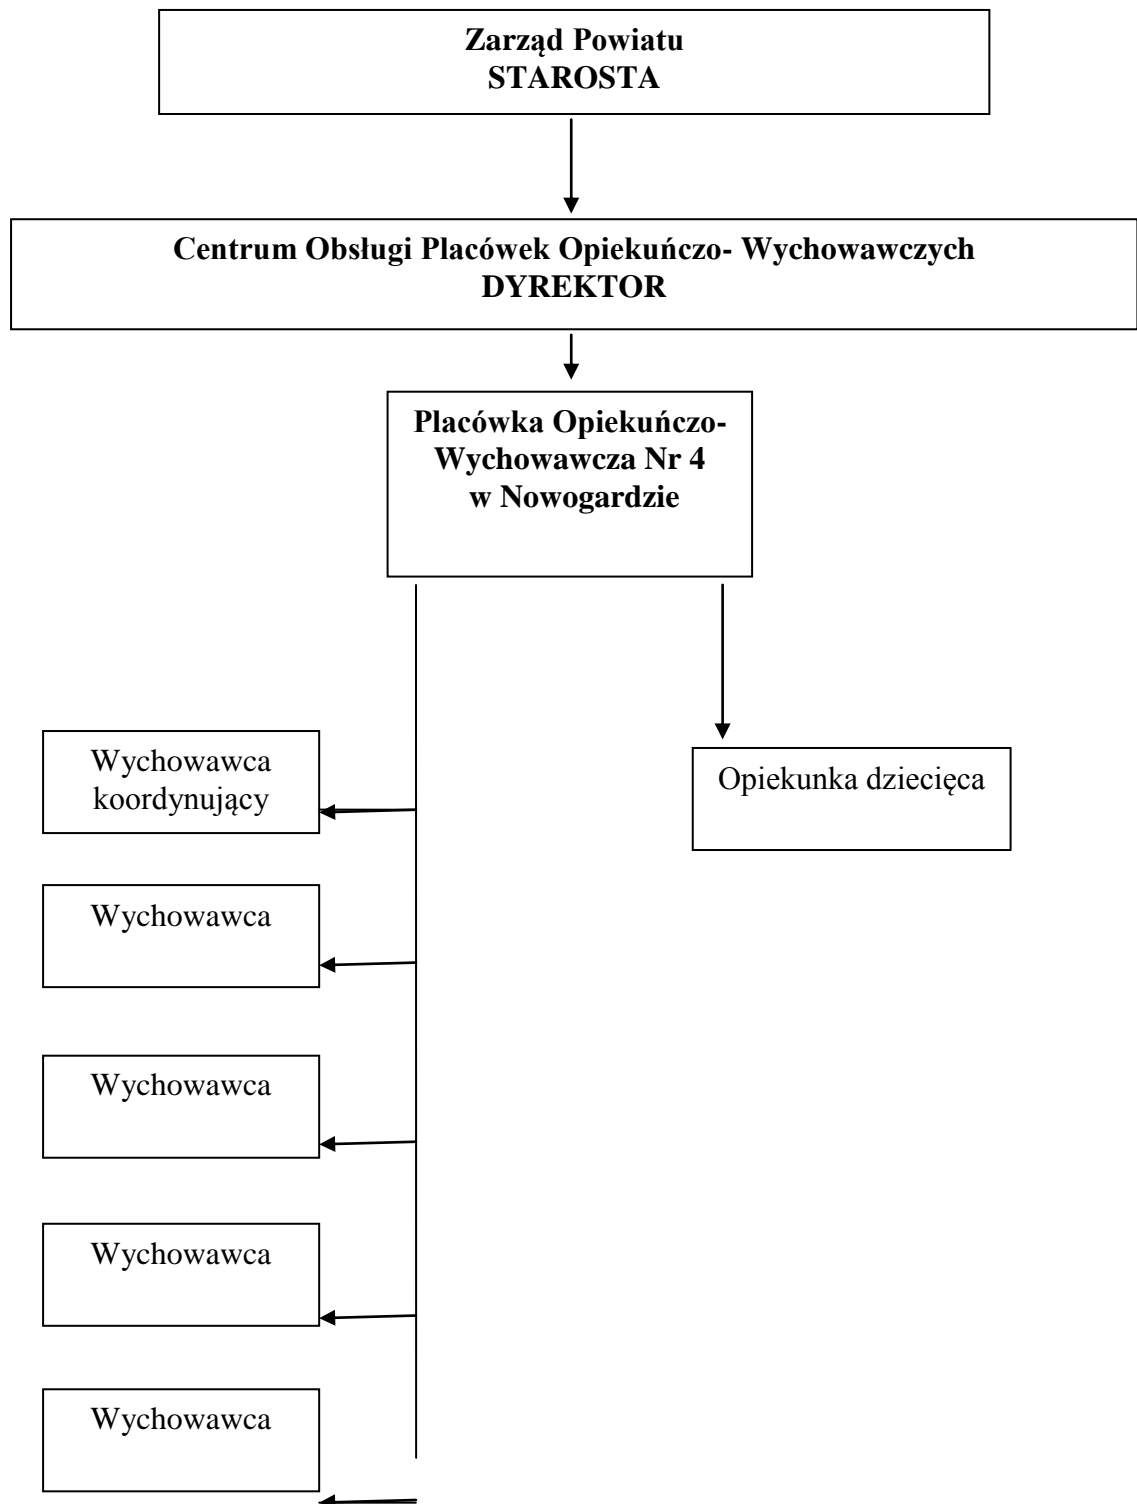 Zarząd Powiatu
STAROSTA
Centrum Obsługi Placówek Opiekuńczo- Wychowawczych
DYREKTOR
Placówka Opiekuńczo-
Wychowawcza Nr 4
w Nowogardzie
Wychowawca
koordynujący
Opiekunka dziecięca
Wychowawca
Wychowawca
Wychowawca
Wychowawca